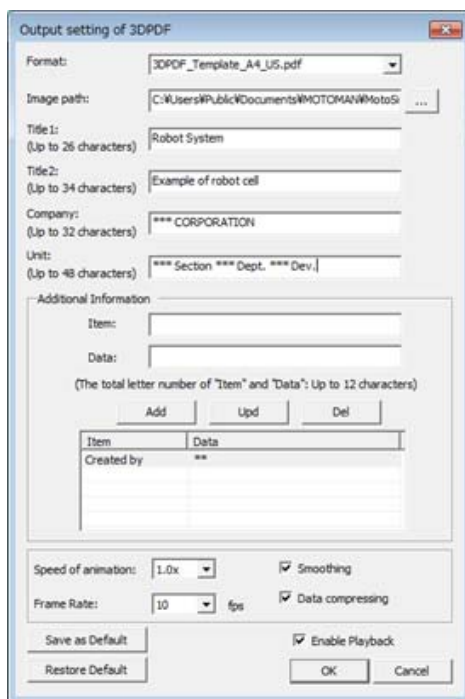 Output setting of 3DPDF
Format: 3DPDF_Template_A4_US.pdf
Image path: C:¥Users¥Public¥Documents¥MOTOMAN¥MotoSi ...
Title1:
(Up to 26 characters) Robot System
Title2:
(Up to 34 characters) Example of robot cell
Company:
(Up to 32 characters) *** CORPORATION
Unit:
(Up to 48 characters) *** Section *** Dept. *** Dev.
Additional Information
Item:
Data:
(The total letter number of "Item" and "Data": Up to 12 characters)
Add Upd Del
Item Data
Created by **
Speed of animation: 1.0x Smoothing
Frame Rate: 10 fps Data compressing
Save as Default Enable Playback
Restore Default OK Cancel